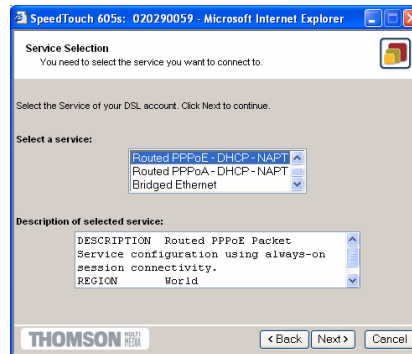 SpeedTouch 605s: 020290059 - Microsoft Internet Explorer
Service Selection
You need to select the service you want to connect to.
Select the Service of your DSL account. Click Next to continue.
Select a service:
Routed PPPoE - DHCP - NAPT
Routed PPPoA - DHCP - NAPT
Bridged Ethernet
Description of selected service:
DESCRIPTION Routed PPPoE Packet
Service configuration using always-on
session connectivity.
REGION World
THOMSON MULTI MEDIA
< Back Next > Cancel